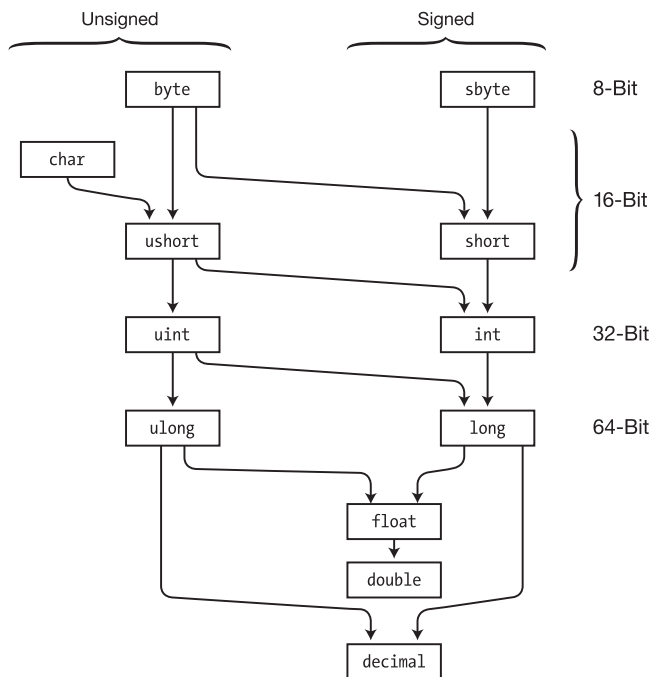 Unsigned
Signed
byte
sbyte
8-Bit
char
16-Bit
ushort
short
uint
int
32-Bit
ulong
long
64-Bit
float
double
decimal